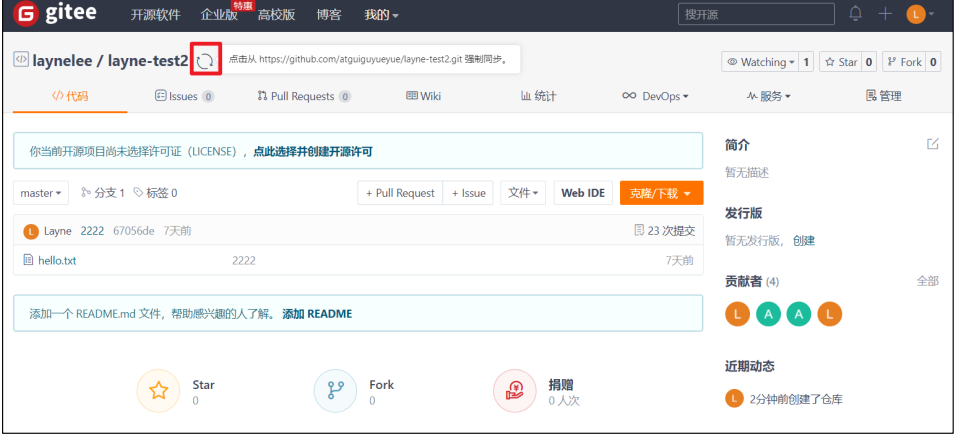 G gitee 开源软件 企业版 特惠 高校版 博客 我的 搜开源 L
laynelee / layne-test2 点击从 https://github.com/atguiguyueyue/layne-test2.git 强制同步。 Watching 1 Star 0 Fork 0
代码 Issues 0 Pull Requests 0 Wiki 统计 DevOps 服务 管理
你当前开源项目尚未选择许可证（LICENSE），点此选择并创建开源许可
master 分支 1 标签 0 + Pull Request + Issue 文件 Web IDE 克隆/下载
L Layne 2222 67056de 7天前 23 次提交
hello.txt 2222 7天前
添加一个 README.md 文件，帮助感兴趣的人了解。 添加 README
Star
0
Fork
0
捐赠
0 人次
简介
暂无描述
发行版
暂无发行版，创建
贡献者 (4) 全部
L A A L
近期动态
L 2分钟前创建了仓库